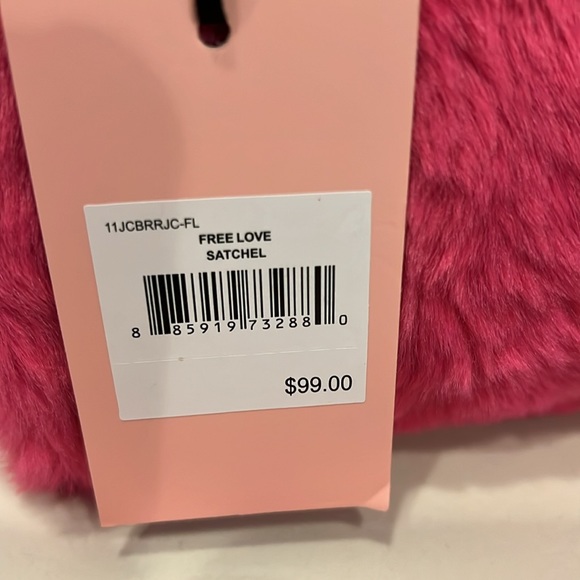 11JCBRRJC-FL
FREE LOVE
SATCHEL
8 85919 73288 0
$99.00